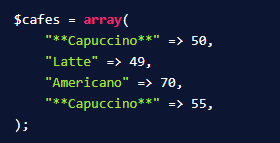 $cafes = array(
"**Capuccino**" => 50,
"Latte" => 49,
"Americano" => 70,
"**Capuccino**" => 55,
);